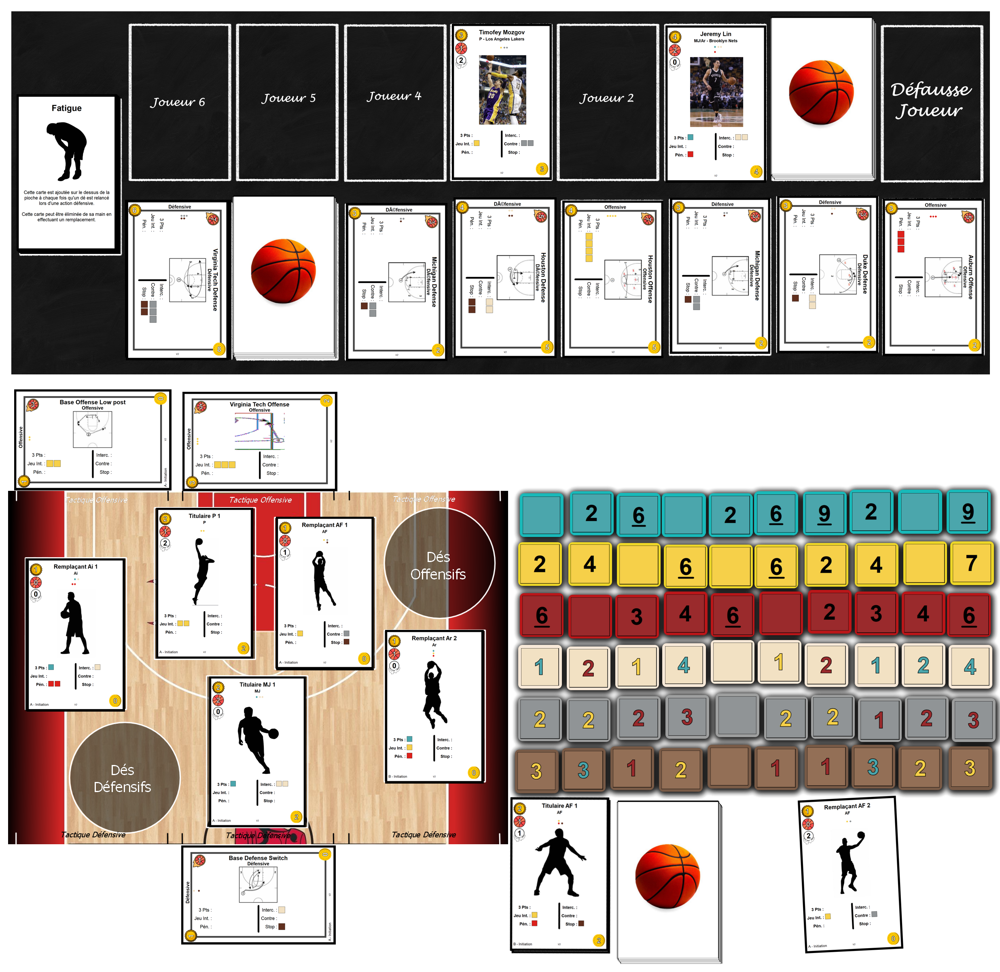 Fatigue
Cette carte est ajoutée sur le dessus de la
pioche à chaque fois qu'un dé est relancé
lors d'une action défensive.
Cette carte peut être éliminée de sa main en
effectuant un remplacement.
Joueur 6
Joueur 5
Joueur 4
3
1
2
Timofey Mozgov
P - Los Angeles Lakers
3 Pts :
Jeu Int. :
Pén. :
Interc. :
Contre :
Stop :
V2
3
Joueur 2
4
2
0
Jeremy Lin
MJ/Ar - Brooklyn Nets
3 Pts :
Jeu Int. :
Pén. :
Interc. :
Contre :
Stop :
V2
4
Défausse
Joueur
6
Défensive
7
Virginia Tech Defense
Défensive
3 Pts :
Jeu Int. :
Pén. :
Interc. :
Contre :
Stop :
V2
8
3
DÃ©fensive
3
Michigan Defense
DÃ©fensive
3 Pts :
Jeu Int. :
Pén. :
Interc. :
Contre :
Stop :
V2
2
4
DÃ©fensive
5
Houston Defense
DÃ©fensive
3 Pts :
Jeu Int. :
Pén. :
Interc. :
Contre :
Stop :
V2
5
4
Offensive
7
Houston Offense
Offensive
3 Pts :
Jeu Int. :
Pén. :
Interc. :
Contre :
Stop :
V2
5
3
Défensive
3
Michigan Defense
Défensive
3 Pts :
Jeu Int. :
Pén. :
Interc. :
Contre :
Stop :
V2
2
3
Défensive
3
Duke Defense
Défensive
3 Pts :
Jeu Int. :
Pén. :
Interc. :
Contre :
Stop :
V2
2
3
Offensive
5
Auburn Offense
Offensive
3 Pts :
Jeu Int. :
Pén. :
Interc. :
Contre :
Stop :
V2
2
3
Base Offense Low post
Offensive
0
Offensive
3 Pts :
Jeu Int. :
Pén. :
Interc. :
Contre :
Stop :
V2
A - Initiation
1
5
Virginia Tech Offense
Offensive
2
Offensive
3 Pts :
Jeu Int. :
Pén. :
Interc. :
Contre :
Stop :
V2
3
Tactique Offensive
Tactique Offensive
Tactique Offensive
2
1
2
Titulaire P 1
P
3 Pts :
Jeu Int. :
Pén. :
Interc. :
Contre :
Stop :
A - Initiation
V2
2
1
0
1
Remplaçant AF 1
AF
3 Pts :
Jeu Int. :
Pén. :
Interc. :
Contre :
Stop :
A - Initiation
V2
0
Dés
Offensifs
1
0
0
Remplaçant Ai 1
Ai
3 Pts :
Jeu Int. :
Pén. :
Interc. :
Contre :
Stop :
A - Initiation
V2
0
1
1
0
Remplaçant Ar 2
Ar
3 Pts :
Jeu Int. :
Pén. :
Interc. :
Contre :
Stop :
B - Initiation
V2
0
2
2
0
Titulaire MJ 1
MJ
3 Pts :
Jeu Int. :
Pén. :
Interc. :
Contre :
Stop :
A - Initiation
V2
2
Dés
Défensifs
Tactique Défensive
Tactique Défensive
Tactique Défensive
1
Base Defense Switch
Défensive
0
Défensive
3 Pts :
Jeu Int. :
Pén. :
Interc. :
Contre :
Stop :
V2
A - Initiation
1
2 6 2 6 9 2 9
2 4 6 6 2 4 7
6 3 4 6 2 3 4 6
1 2 1 4 1 2 1 2 4
2 2 2 3 2 2 1 2 3
3 3 1 2 1 1 3 2 3
2
1
1
Titulaire AF 1
AF
3 Pts :
Jeu Int. :
Pén. :
Interc. :
Contre :
Stop :
B - Initiation
V2
2
1
0
2
Remplaçant AF 2
AF
3 Pts :
Jeu Int. :
Pén. :
Interc. :
Contre :
Stop :
A - Initiation
V2
0